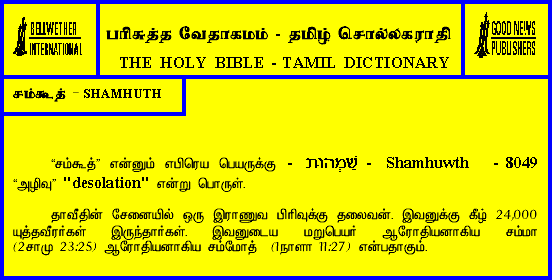 BELLWETHER
INTERNATIONAL
பரிசுத்த வேதாகமம் - தமிழ் சொல்லகராதி
THE HOLY BIBLE - TAMIL DICTIONARY
GOOD NEWS
PUBLISHERS
சம்கூத் - SHAMHUTH
"சம்கூத்" என்னும் எபிரெய பெயருக்கு - שַׁמְהוּת - Shamhuwth - 8049
"அழிவு" "desolation" என்று பொருள்.
தாவீதின் சேனையில் ஒரு இராணுவ பிரிவுக்கு தலைவன். இவனுக்கு கீழ் 24,000
யுத்தவீரர்கள் இருந்தார்கள். இவனுடைய மறுபெயர் ஆரோதியனாகிய சம்மா
(2சாமு 23:25) ஆரோதியனாகிய சம்மோத் (1நாளா 11:27) என்பதாகும்.